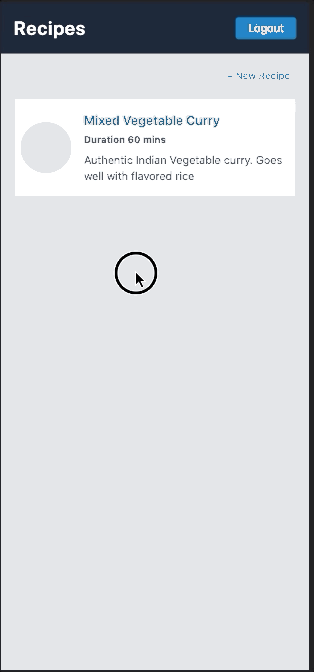 Recipes
Logout
+ New Recipe
Mixed Vegetable Curry
Duration 60 mins
Authentic Indian Vegetable curry. Goes
well with flavored rice